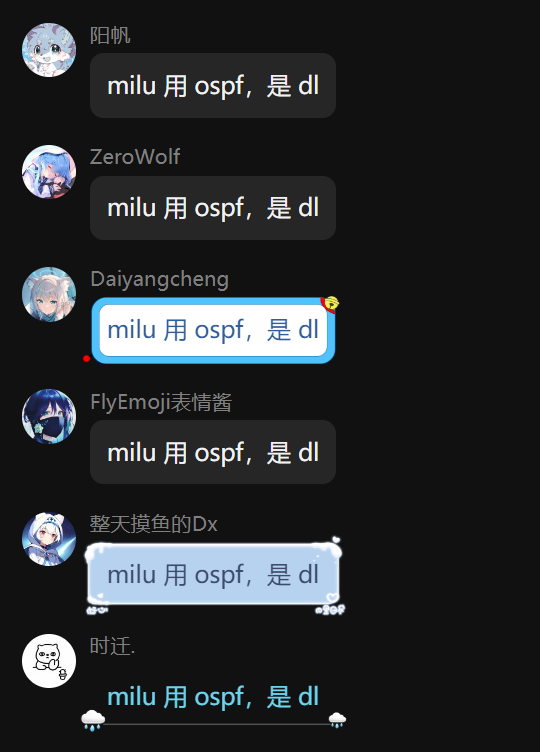 阳帆
milu 用 ospf，是 dl
ZeroWolf
milu 用 ospf，是 dl
Daiyangcheng
milu 用 ospf，是 dl
FlyEmoji表情酱
milu 用 ospf，是 dl
整天摸鱼的Dx
milu 用 ospf，是 dl
时迁.
milu 用 ospf，是 dl